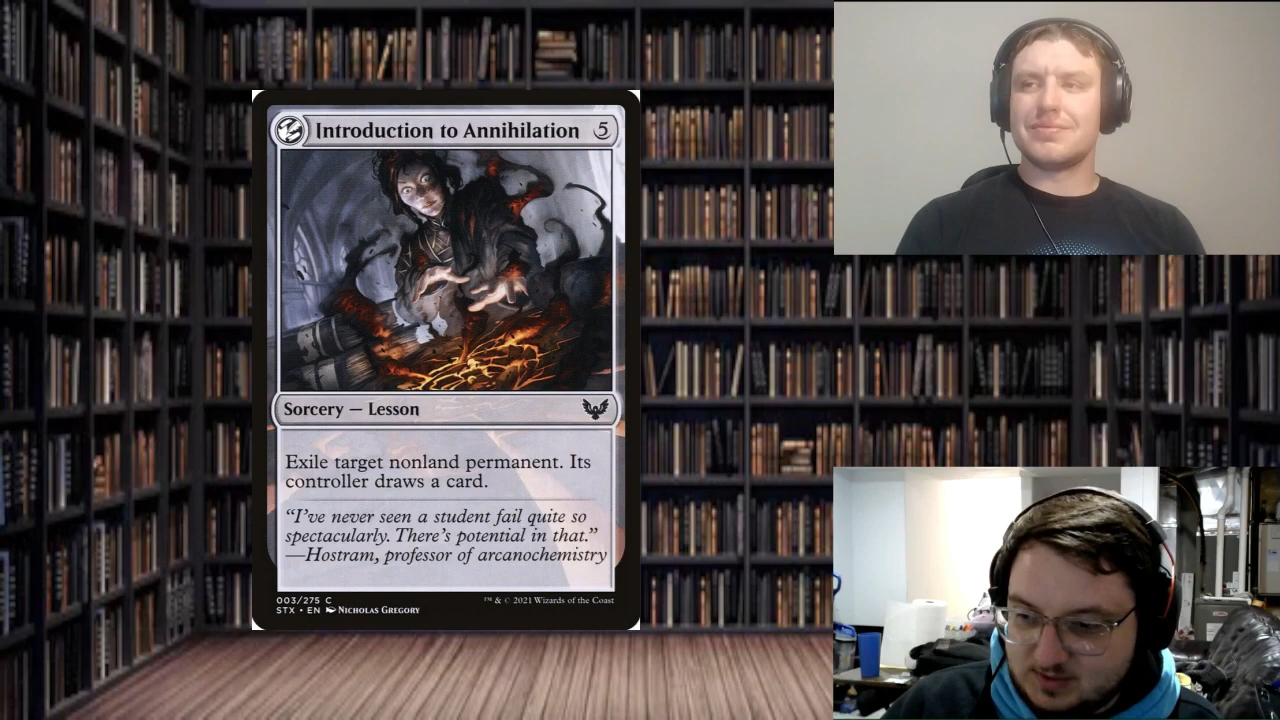 Introduction to Annihilation 5
Sorcery — Lesson
Exile target nonland permanent. Its
controller draws a card.
“I’ve never seen a student fail quite so
spectacularly. There’s potential in that.”
—Hostram, professor of arcanochemistry
003/275 C
STX • EN Nicholas Gregory
™ & © 2021 Wizards of the Coast